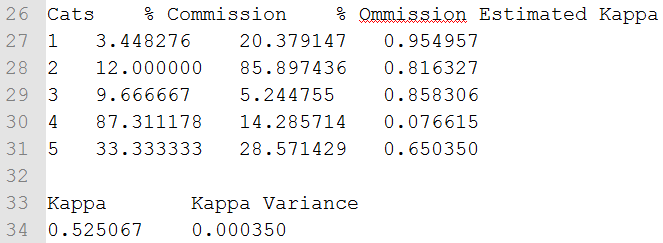 26 Cats % Commission % Ommission Estimated Kappa
27 1 3.448276 20.379147 0.954957
28 2 12.000000 85.897436 0.816327
29 3 9.666667 5.244755 0.858306
30 4 87.311178 14.285714 0.076615
31 5 33.333333 28.571429 0.650350
32
33 Kappa Kappa Variance
34 0.525067 0.000350